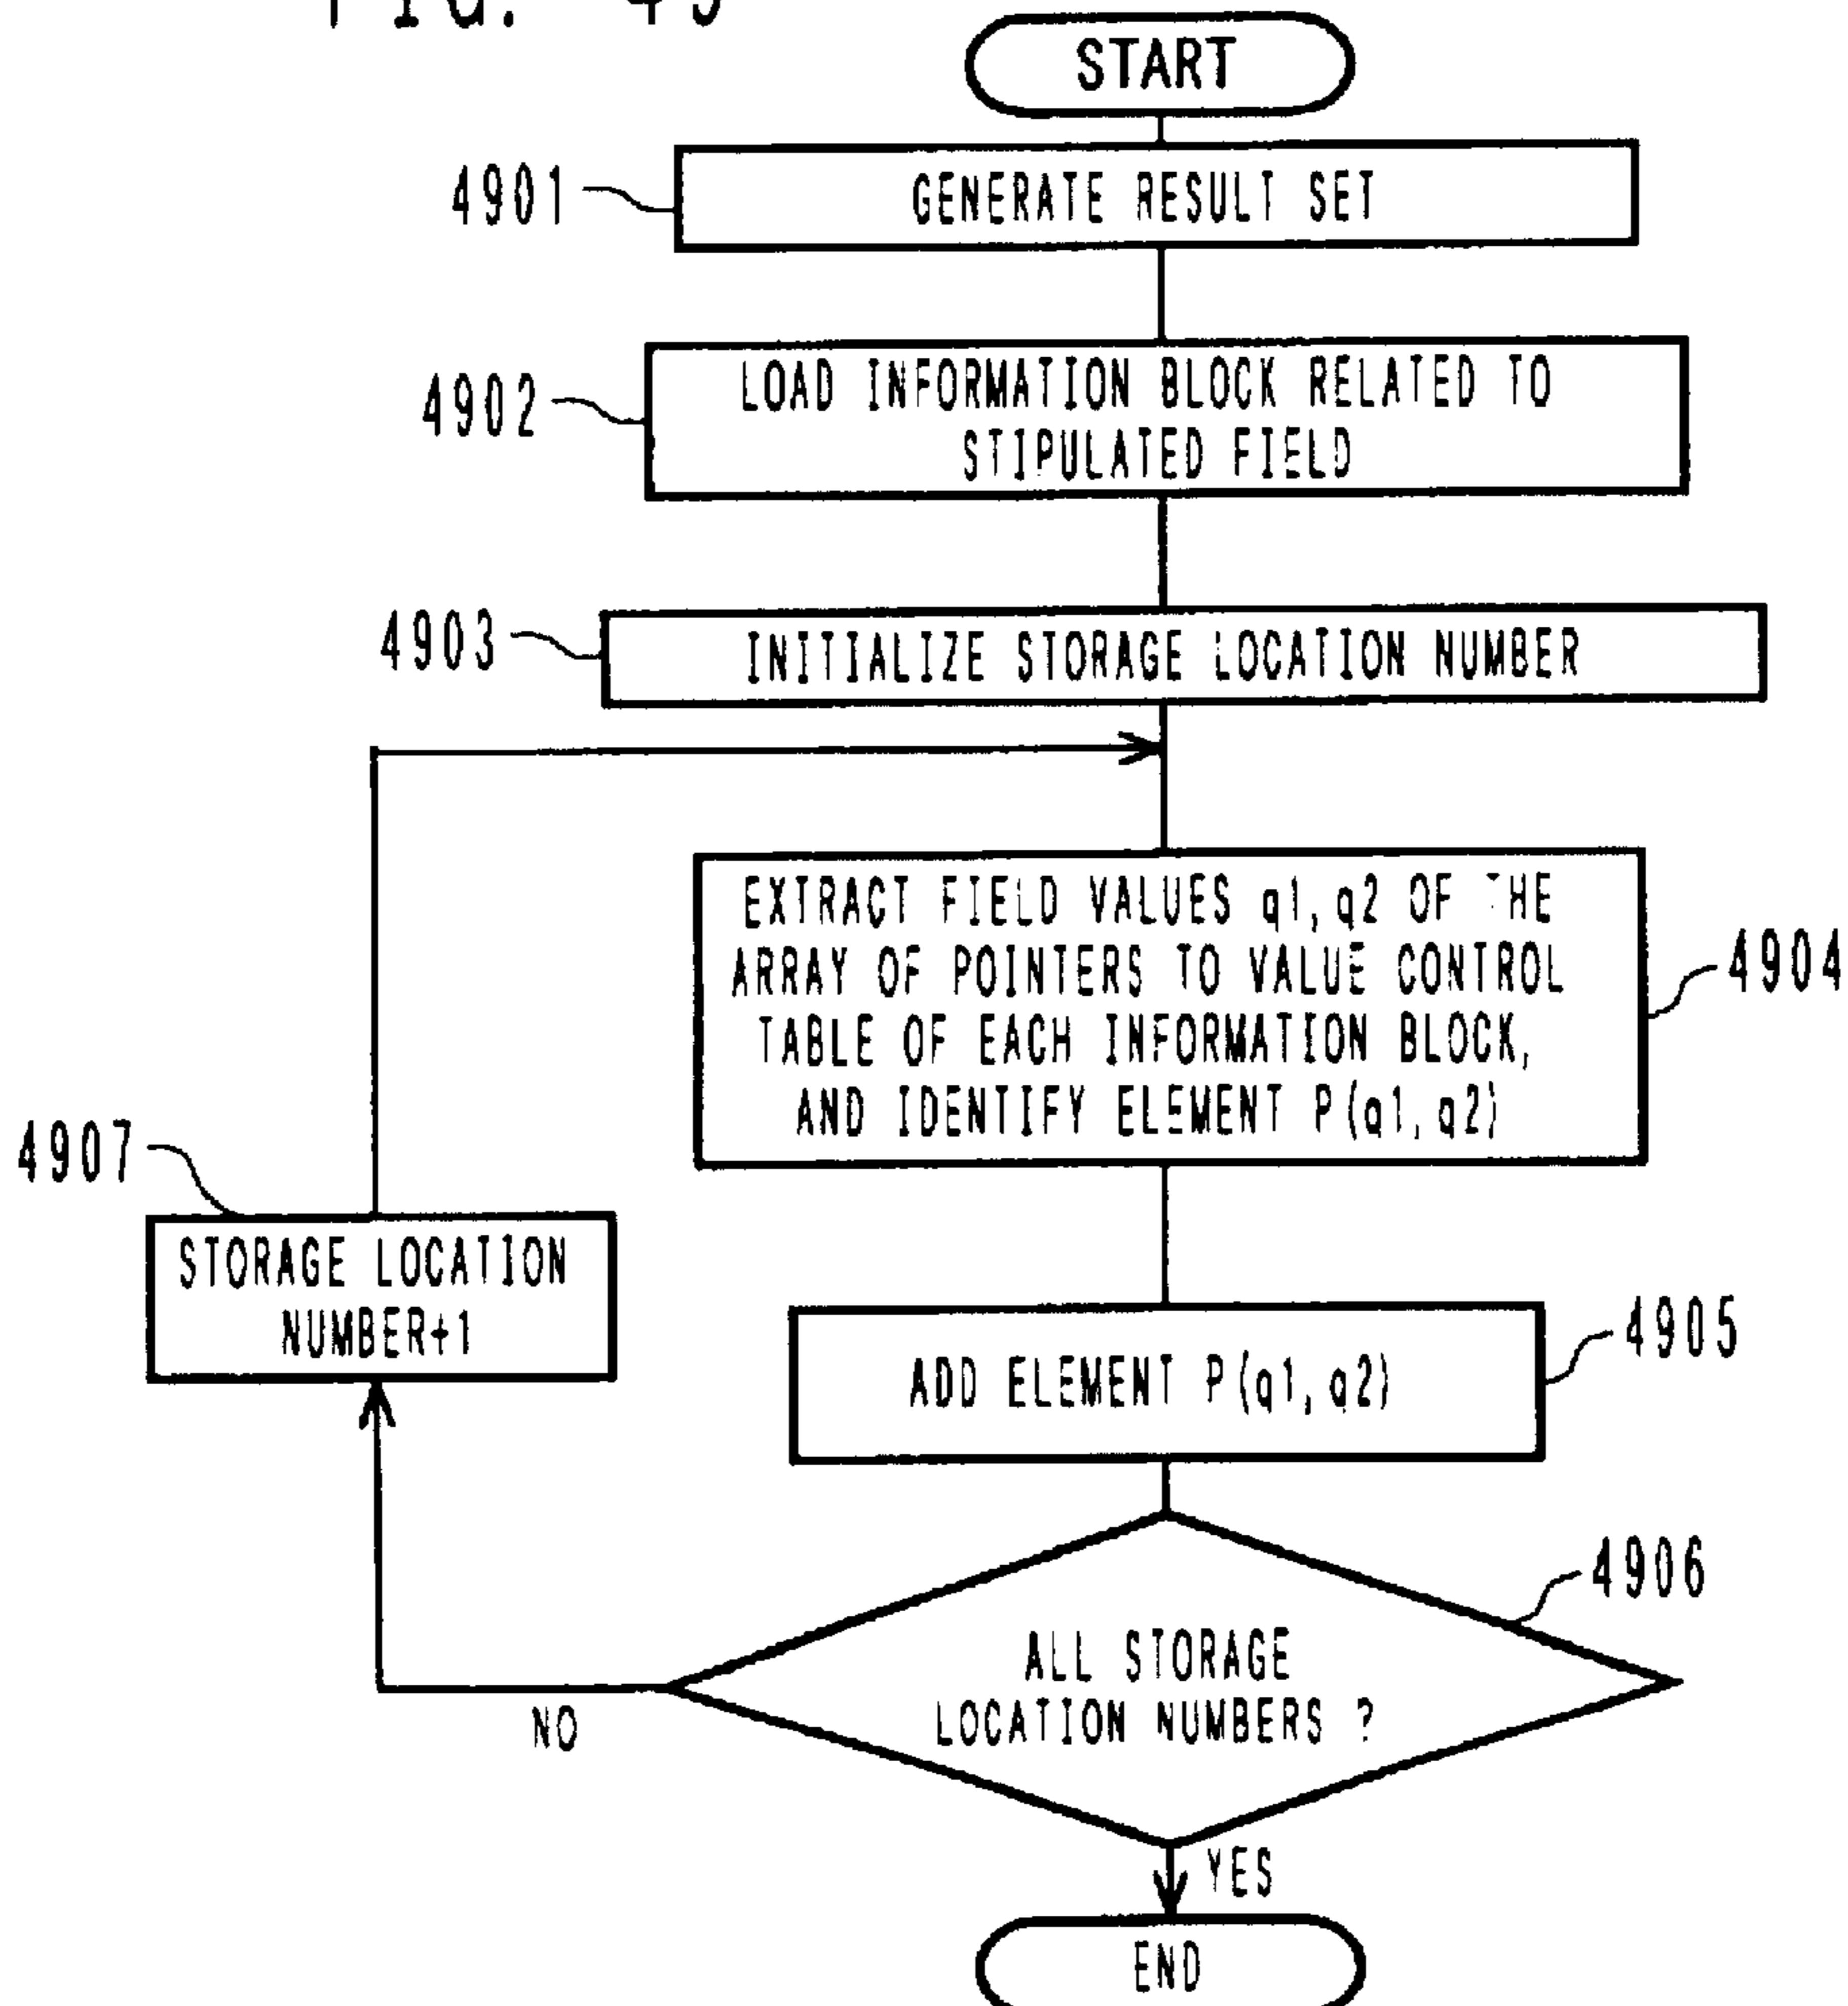 FIG. 49
START
4901
GENERATE RESULT SET
4902
LOAD INFORMATION BLOCK RELATED TO
STIPULATED FIELD
4903
INITIALIZE STORAGE LOCATION NUMBER
EXTRACT FIELD VALUES q1,q2 OF THE
ARRAY OF POINTERS TO VALUE CONTROL
TABLE OF EACH INFORMATION BLOCK,
AND IDENTIFY ELEMENT P(q1,q2)
4904
4907
STORAGE LOCATION
NUMBER+1
ADD ELEMENT P(q1,q2)
4905
4906
ALL STORAGE
LOCATION NUMBERS ?
NO
YES
END